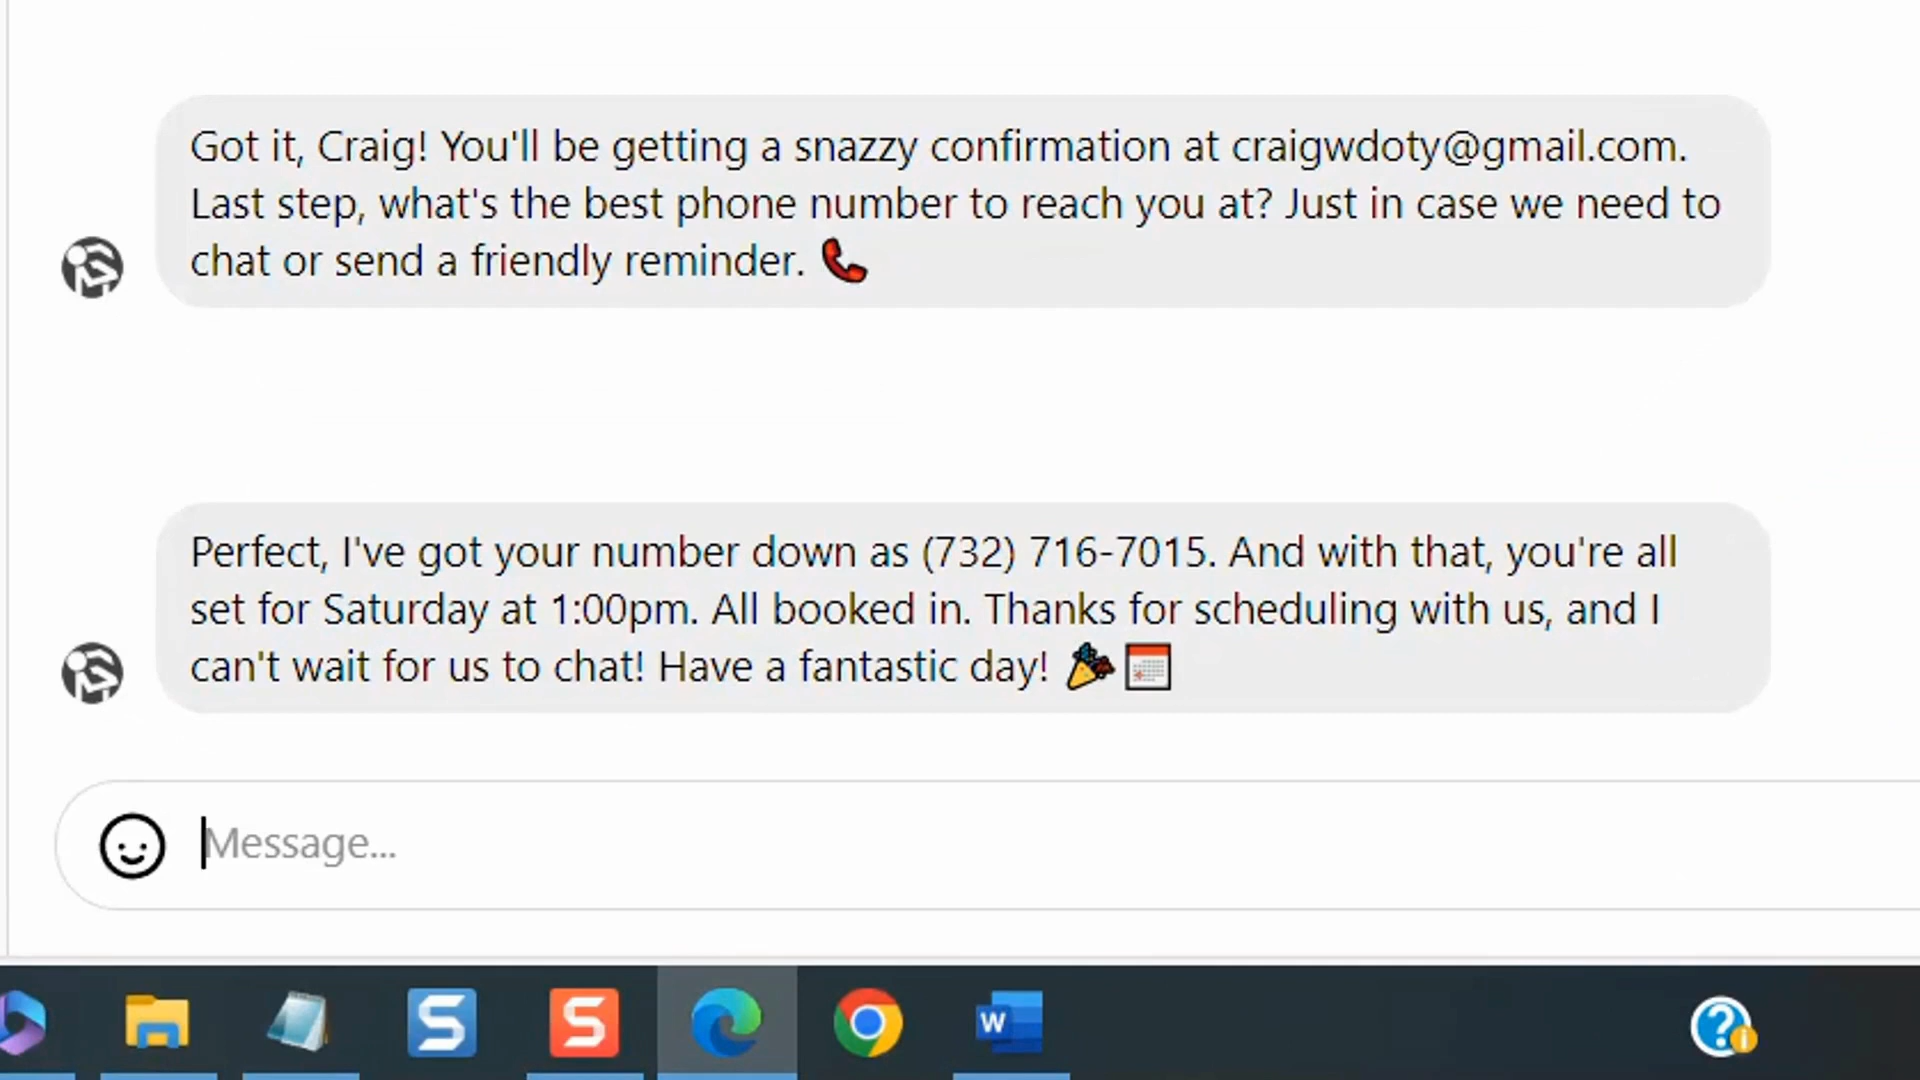 Got it, Craig! You'll be getting a snazzy confirmation at craigwdoty@gmail.com.
Last step, what's the best phone number to reach you at? Just in case we need to
chat or send a friendly reminder. 📞
Perfect, I've got your number down as (732) 716-7015. And with that, you're all
set for Saturday at 1:00pm. All booked in. Thanks for scheduling with us, and I
can't wait for us to chat! Have a fantastic day! 🎉📅
Message...
S
S
W
?
i